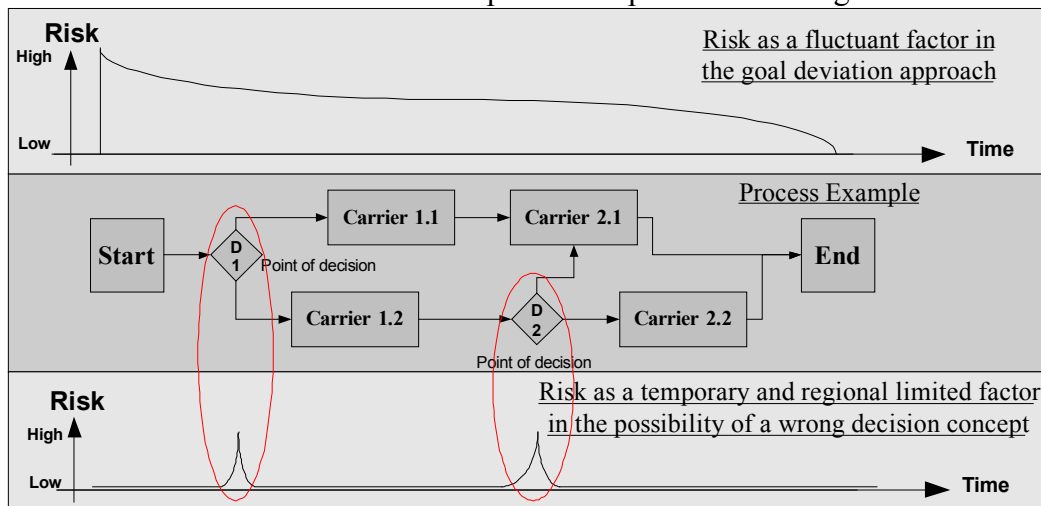 Risk
High
Risk as a fluctuant factor in
the goal deviation approach
Low
Time
Process Example
Start
D
1
Point of decision
Carrier 1.1
Carrier 2.1
End
Carrier 1.2
D
2
Carrier 2.2
Point of decision
Risk
High
Risk as a temporary and regional limited factor
in the possibility of a wrong decision concept
Low
Time